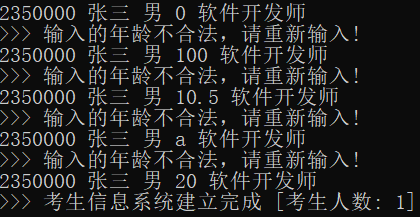 2350000 张三 男 0 软件开发师
>>> 输入的年龄不合法，请重新输入!
2350000 张三 男 100 软件开发师
>>> 输入的年龄不合法，请重新输入!
2350000 张三 男 10.5 软件开发师
>>> 输入的年龄不合法，请重新输入!
2350000 张三 男 a 软件开发师
>>> 输入的年龄不合法，请重新输入!
2350000 张三 男 20 软件开发师
>>> 考生信息系统建立完成 [考生人数: 1]